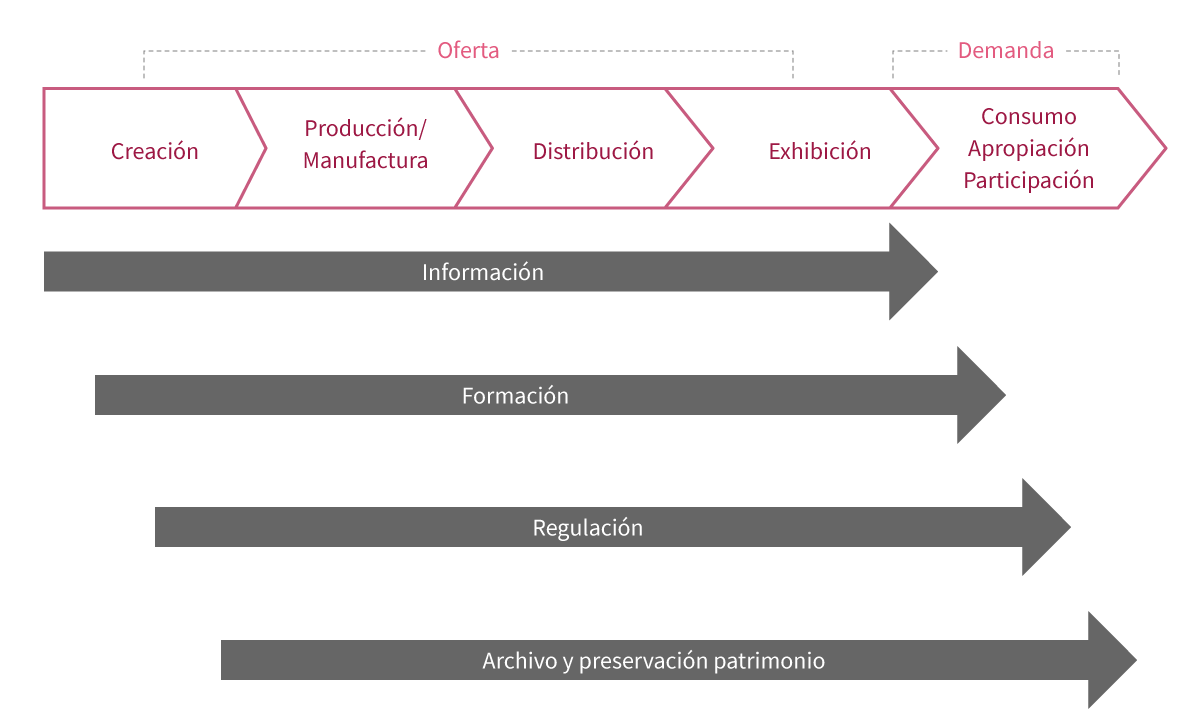 Oferta
Demanda
Creación
Producción/
Manufactura
Distribución
Exhibición
Consumo
Apropiación
Participación
Información
Formación
Regulación
Archivo y preservación patrimonio